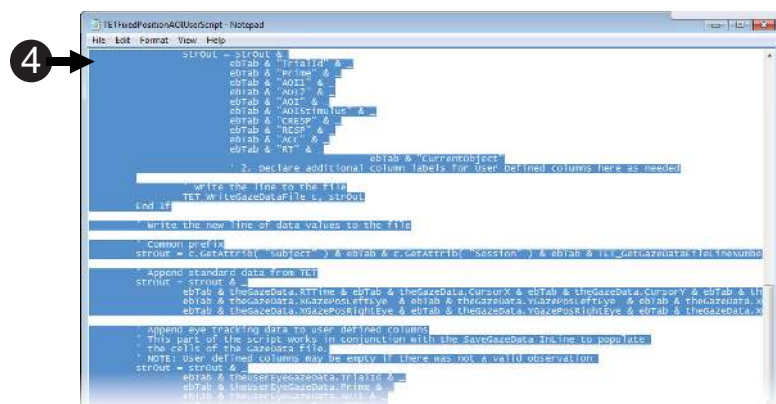 TETFixedPositionAOIUserScript - Notepad
File Edit Format View Help
4
strOut = strOut & _
ebTab & "TrialId" & _
ebTab & "Prime" & _
ebTab & "AOI1" & _
ebTab & "AOI2" & _
ebTab & "AOI" & _
ebTab & "AOIStimulus" & _
ebTab & "CRESP" & _
ebTab & "RESP" & _
ebTab & "ACC" & _
ebTab & "RT" & _
ebTab & "CurrentObject"
' 2. Declare additional column labels for User Defined columns here as needed
' Write the line to the file
TET_WriteGazeDataFile c, strOut
End If
' Write the new line of data values to the file
' Common prefix
strOut = c.GetAttrib( "Subject" ) & ebTab & c.GetAttrib( "Session" ) & ebTab & TET_GetGazeDataFileLineNumbe
' Append standard data from TET
strOut = strOut & _
ebTab & theGazeData.RTTime & ebTab & theGazeData.CursorX & ebTab & theGazeData.CursorY & ebTab & th
ebTab & theGazeData.XGazePosLeftEye & ebTab & theGazeData.YGazePosLeftEye & ebTab & theGazeData.X
ebTab & theGazeData.XGazePosRightEye & ebTab & theGazeData.YGazePosRightEye & ebTab & theGazeData.X
' Append eye tracking data to user defined columns
' This part of the script works in conjunction with the SaveGazeData InLine to populate
' the cells of the GazeData file.
' NOTE: User defined columns may be empty if there was not a valid observation
strOut = strOut & _
ebTab & theUserEyeGazeData.TrialId & _
ebTab & theUserEyeGazeData.Prime & _
ebTab & theUserEyeGazeData.AOI1 & _